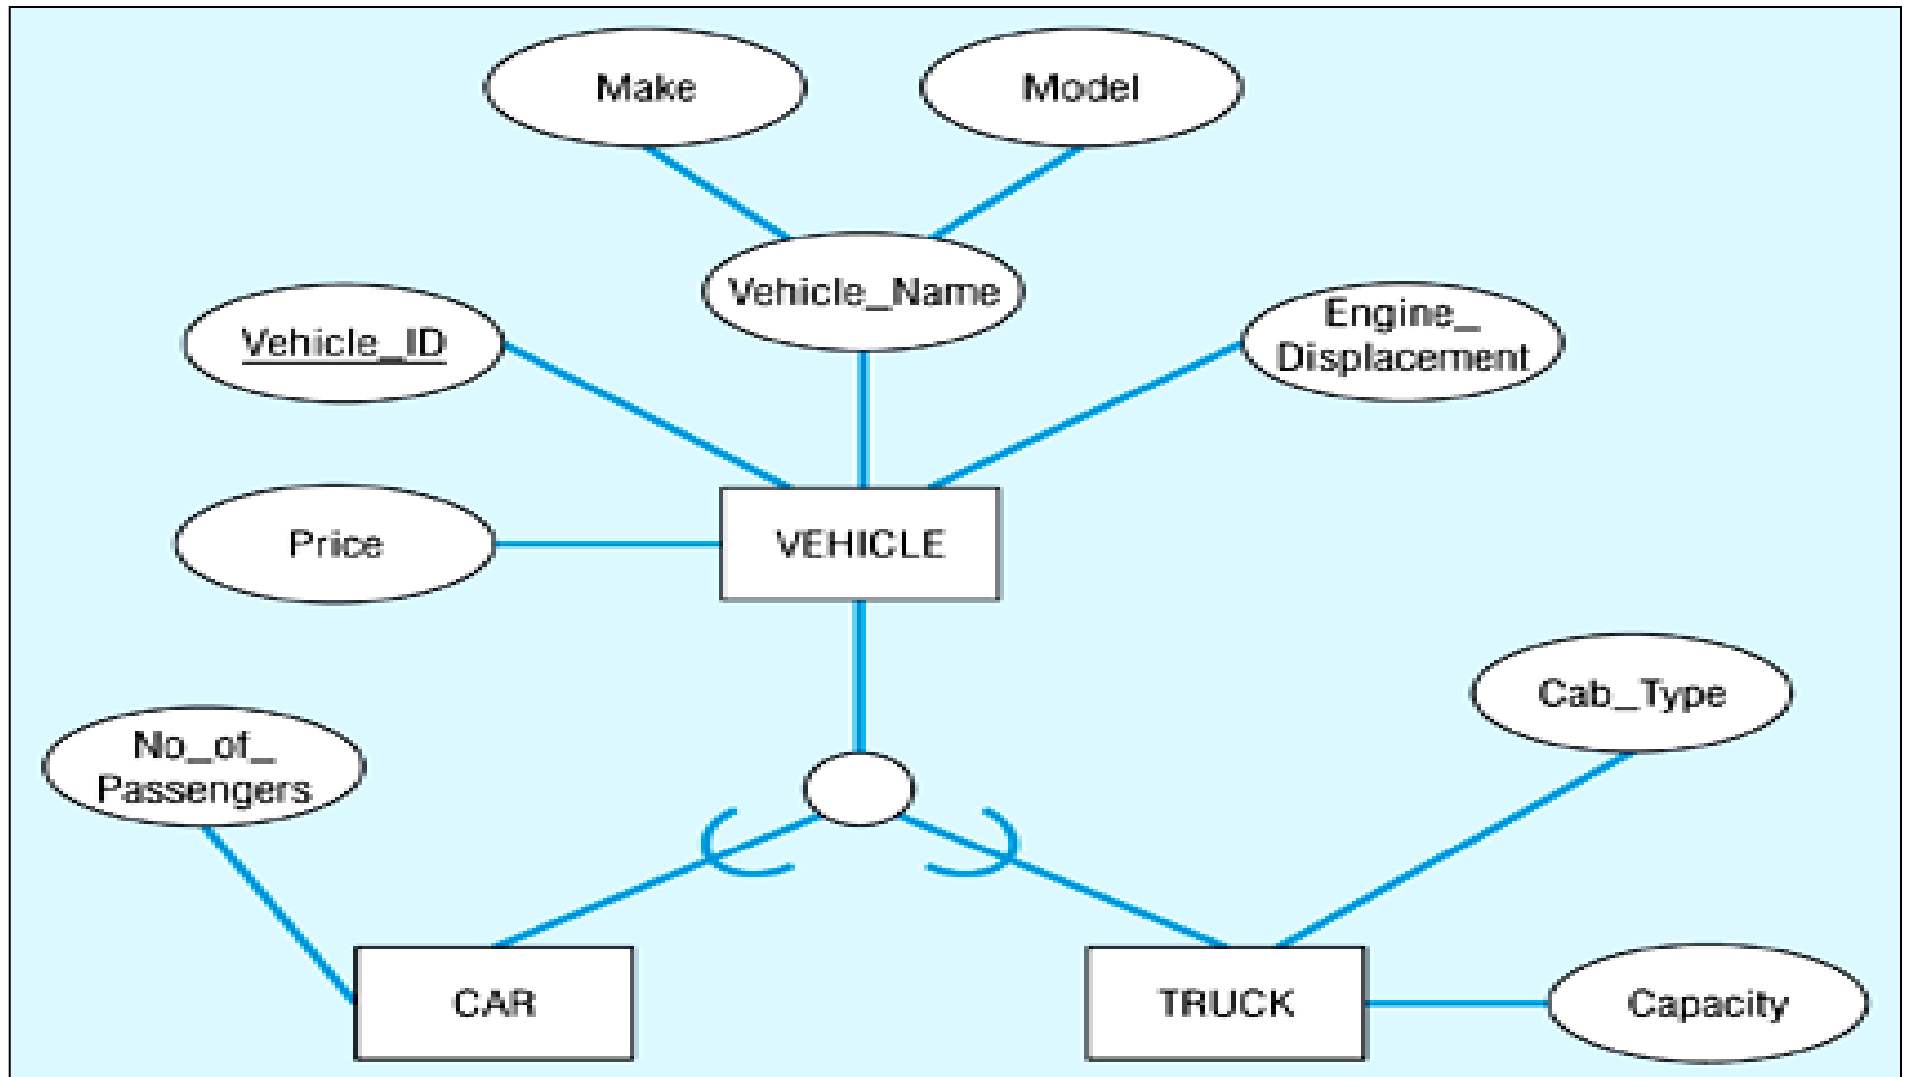 Make
Model
Vehicle_Name
Vehicle_ID
Engine_
Displacement
Price
VEHICLE
Cab_Type
No_of_
Passengers
CAR
TRUCK
Capacity